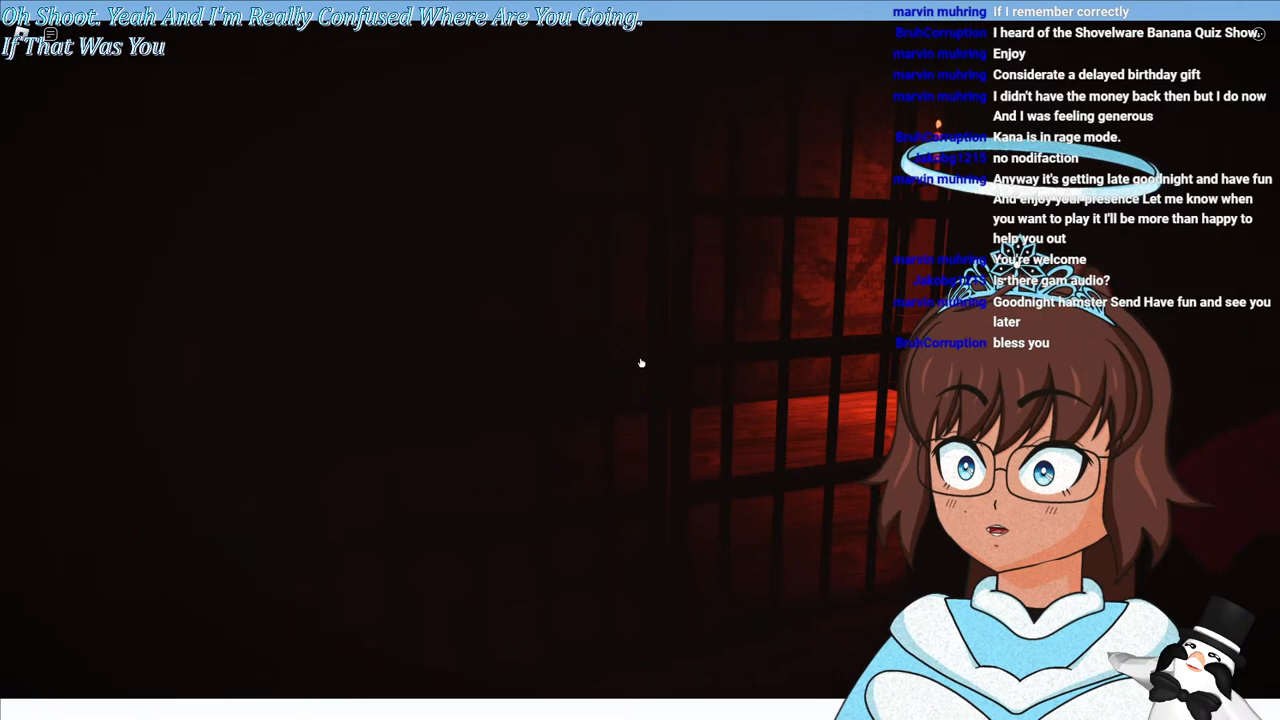 Oh Shoot. Yeah And I'm Really Confused Where Are You Going.
If That Was You
marvin muhring If I remember correctly
BruhCorruption I heard of the Shovelware Banana Quiz Show.
marvin muhring Enjoy
marvin muhring Considerate a delayed birthday gift
marvin muhring I didn't have the money back then but I do now
And I was feeling generous
BruhCorruption Kana is in rage mode.
Jakobg1215 no nodifaction
marvin muhring Anyway it's getting late goodnight and have fun
And enjoy your presence Let me know when
you want to play it I'll be more than happy to
help you out
marvin muhring You're welcome
Jakobg1215 Is there gam audio?
marvin muhring Goodnight hamster Send Have fun and see you
later
BruhCorruption bless you